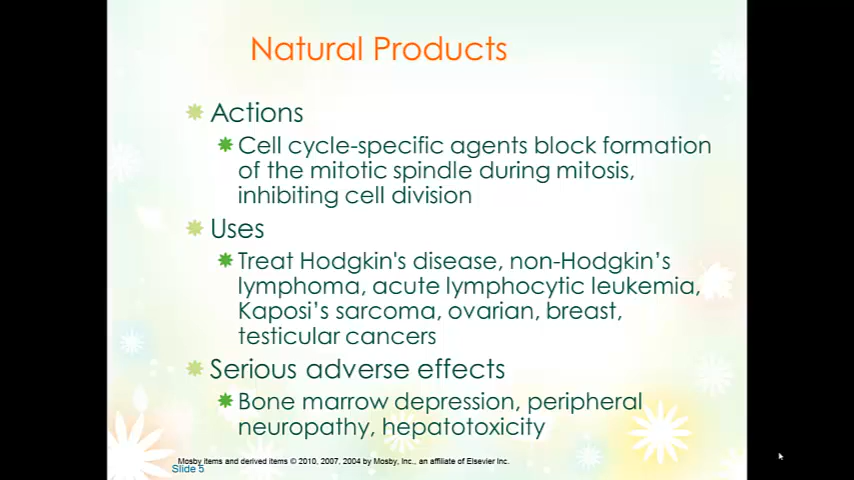 Natural Products
Actions
Cell cycle-specific agents block formation
of the mitotic spindle during mitosis,
inhibiting cell division
Uses
Treat Hodgkin's disease, non-Hodgkin's
lymphoma, acute lymphocytic leukemia,
Kaposi's sarcoma, ovarian, breast,
testicular cancers
Serious adverse effects
Bone marrow depression, peripheral
neuropathy, hepatotoxicity
Mosby items and derived items © 2010, 2007, 2004 by Mosby, Inc., an affiliate of Elsevier Inc.
Slide 5